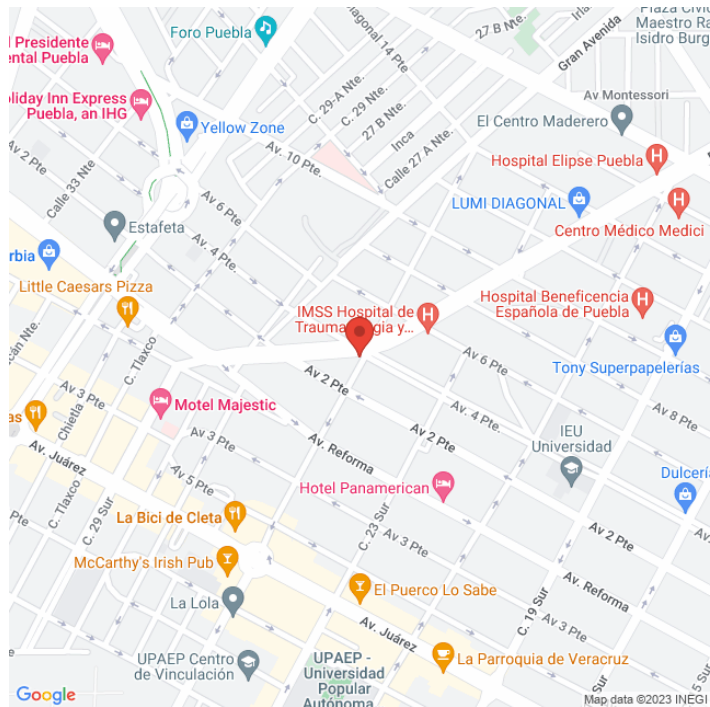 Plaza Cívic
Maestro Ra
Isidro Burg
27 B Nte.
Gran Avenida
Foro Puebla
Diagonal 14 Pte
l Presidente
ental Puebla
C. 29-A Nte.
C. 29 Nte.
27 B Nte.
Inca
Calle 27 A Nte.
Av Montessori
El Centro Maderero
oliday Inn Express
Puebla, an IHG
Yellow Zone
Av. 10 Pte.
Hospital Elipse Puebla
Av 2 Pte.
Calle 33 Nte
Av 6 Pte.
LUMI DIAGONAL
Centro Médico Medici
Estafeta
Av. 4 Pte.
rbia
Little Caesars Pizza
IMSS Hospital de
Traumatología y...
Hospital Beneficencia
Española de Puebla
C. Tlaxco
Av 6 Pte
Tony Superpapelerías
Av 3 Pte
Chietla
Av 2 Pte
Av 2 Pte
Av. 4 Pte.
Av 8 Pte
Motel Majestic
as
Av. Juárez
Av 3 Pte
Av. Reforma
IEU
Universidad
Av 5 Pte
C. Tlaxco
C. 29 Sur
Hotel Panamerican
Dulcería
La Bici de Cleta
C. 23 Sur
Av 3 Pte
Av 2 Pte
McCarthy's Irish Pub
El Puerco Lo Sabe
Av. Reforma
C. 19 Sur
La Lola
Av. Juárez
Av 3 Pte
UPAEP Centro
de Vinculación
UPAEP -
Universidad
Popular
Autónoma
La Parroquia de Veracruz
5 Sur
Google
Map data ©2023 INEGI